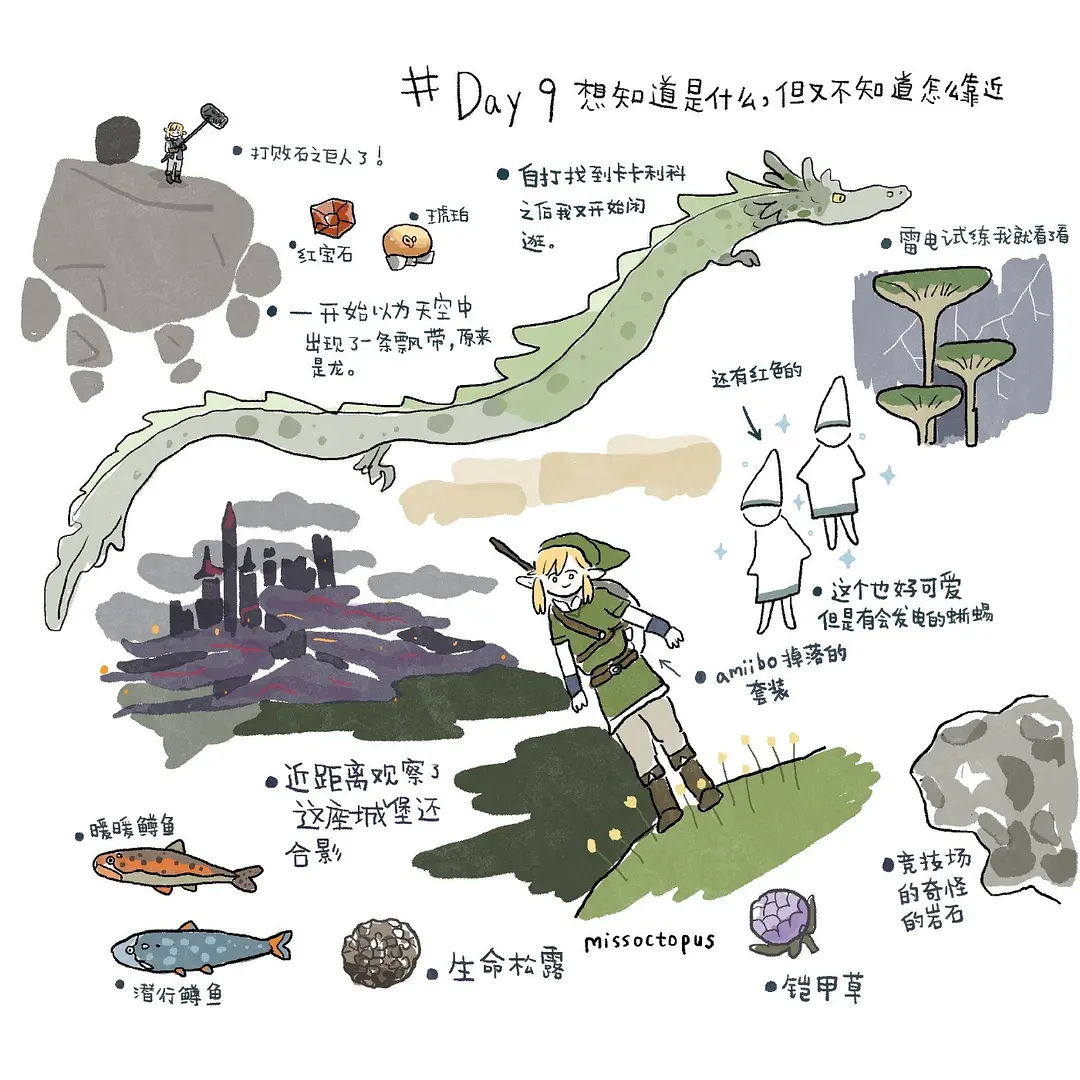 # Day 9 想知道是什么,但又不知道怎么靠近
打败石之巨人了!
自打找到卡卡利科
之后我又开始闲
逛。
琥珀
红宝石
雷电试练我就看了看
一开始以为天空中
出现了一条飘带,原来
是龙。
还有红色的
这个也好可爱
但是有会发电的蜥蜴
amiibo掉落的
套装
近距离观察了
这座城堡还
合影
暖暖鳟鱼
竞技场
的奇怪
的岩石
missoctopus
生命松露
铠甲草
潜行鳟鱼